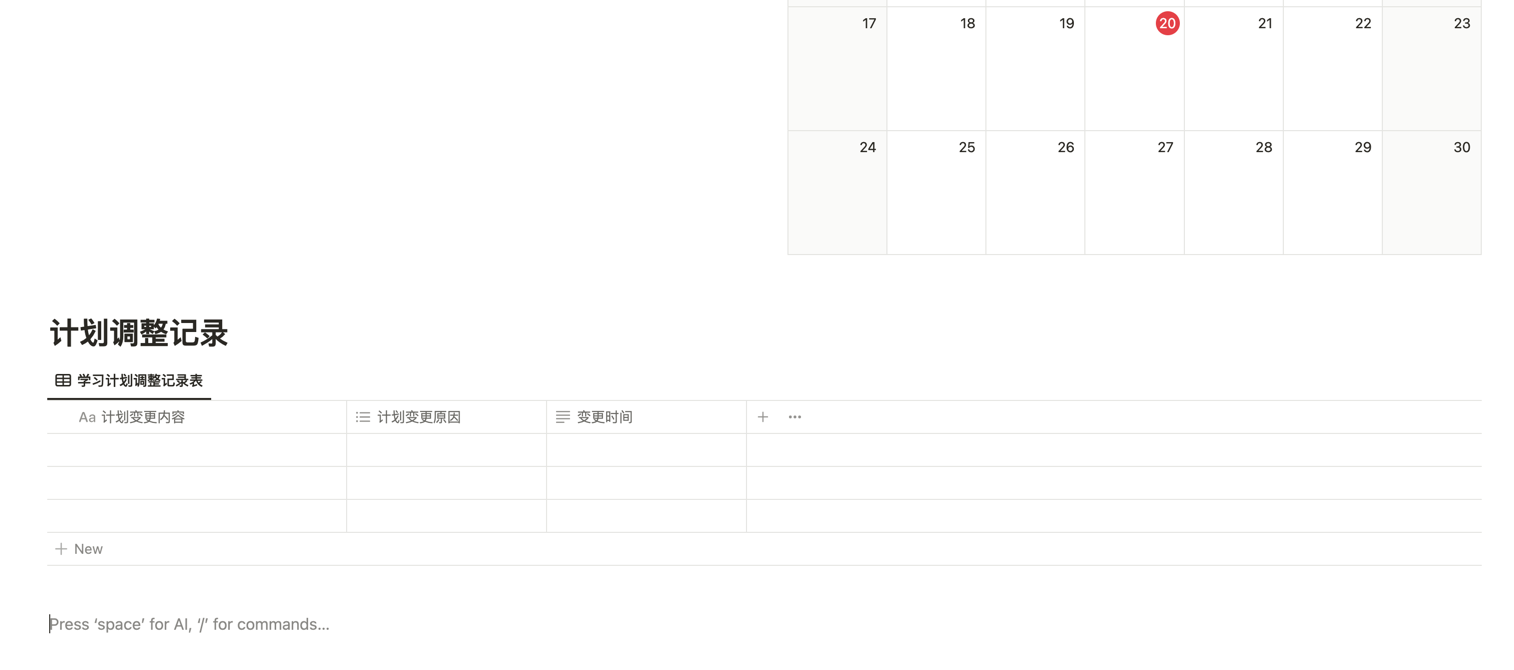 17 18 19 20 21 22 23
24 25 26 27 28 29 30
计划调整记录
学习计划调整记录表
Aa 计划变更内容 计划变更原因 变更时间 + ···
+ New
Press ‘space’ for AI, ‘/’ for commands...